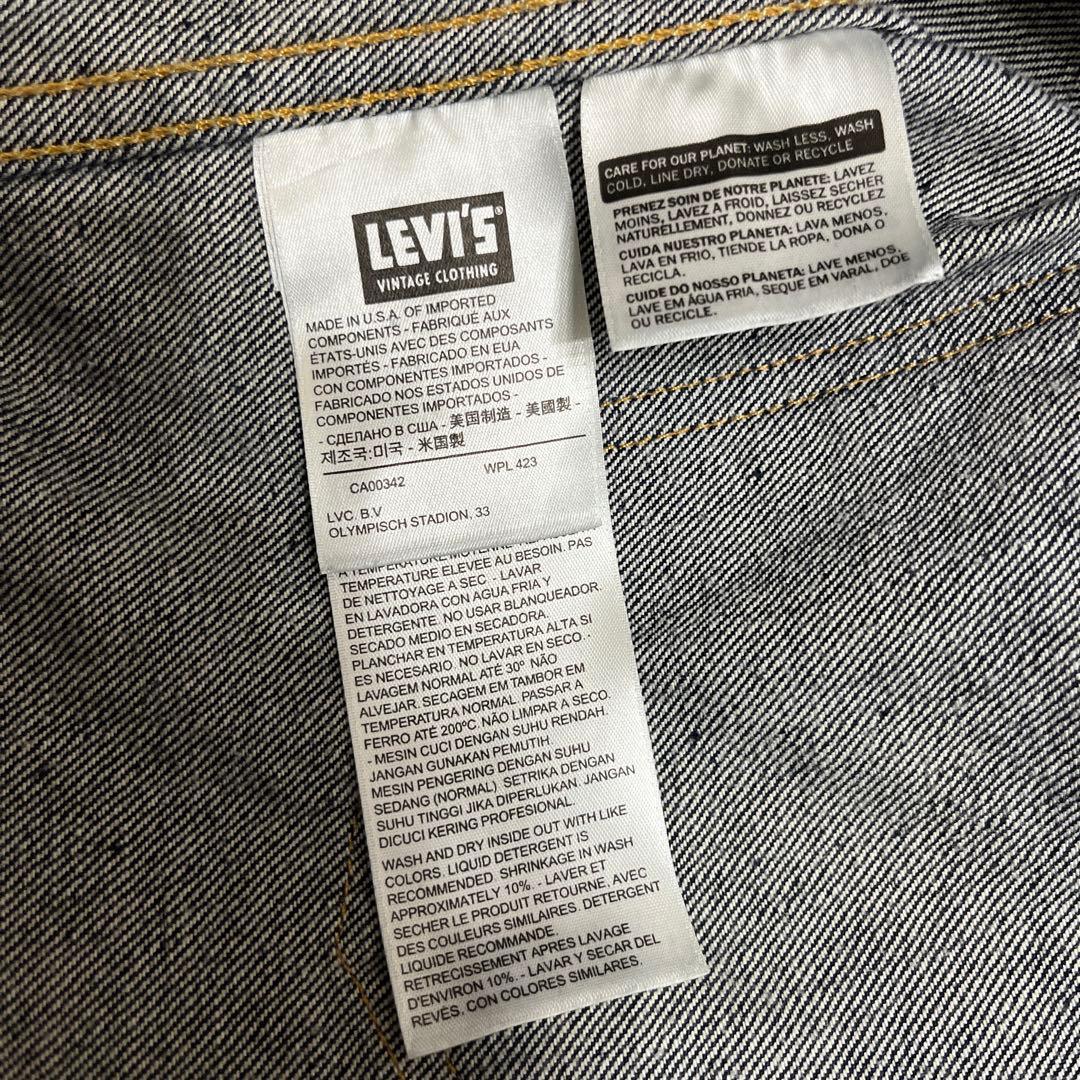 LEVI'S®
VINTAGE CLOTHING
MADE IN U.S.A. OF IMPORTED
COMPONENTS - FABRIQUÉ AUX
ÉTATS-UNIS AVEC DES COMPOSANTS
IMPORTÉS - FABRICADO EN EUA
CON COMPONENTES IMPORTADOS -
FABRICADO NOS ESTADOS UNIDOS DE
COMPONENTES IMPORTADOS -
- СДЕЛАНО В США - 美国制造 - 美國製 -
제조국:미국 - 米国製
CA00342 WPL 423
LVC. B.V
OLYMPISCH STADION, 33
A TEMPERATURE
TEMPERATURE ELEVEE AU BESOIN. PAS
DE NETTOYAGE A SEC. - LAVAR
EN LAVADORA CON AGUA FRIA Y
DETERGENTE. NO USAR BLANQUEADOR.
SECADO MEDIO EN SECADORA.
PLANCHAR EN TEMPERATURA ALTA SI
ES NECESARIO. NO LAVAR EN SECO. -
LAVAGEM NORMAL ATÉ 30º. NÃO
ALVEJAR. SECAGEM EM TAMBOR EM
TEMPERATURA NORMAL. PASSAR A
FERRO ATÉ 200ºC. NÃO LIMPAR A SECO.
- MESIN CUCI DENGAN SUHU RENDAH.
JANGAN GUNAKAN PEMUTIH.
MESIN PENGERING DENGAN SUHU
SEDANG (NORMAL). SETRIKA DENGAN
SUHU TINGGI JIKA DIPERLUKAN. JANGAN
DICUCI KERING PROFESIONAL.
WASH AND DRY INSIDE OUT WITH LIKE
COLORS. LIQUID DETERGENT IS
RECOMMENDED. SHRINKAGE IN WASH
APPROXIMATELY 10%. - LAVER ET
SECHER LE PRODUIT RETOURNE, AVEC
DES COULEURS SIMILAIRES. DETERGENT
LIQUIDE RECOMMANDE.
RETRECISSEMENT APRES LAVAGE
D'ENVIRON 10%. - LAVAR Y SECAR DEL
REVÉS, CON COLORES SIMILARES.
CARE FOR OUR PLANET: WASH LESS, WASH
COLD, LINE DRY, DONATE OR RECYCLE
PRENEZ SOIN DE NOTRE PLANETE: LAVEZ
MOINS, LAVEZ A FROID, LAISSEZ SECHER
NATURELLEMENT, DONNEZ OU RECYCLEZ
CUIDA NUESTRO PLANETA: LAVA MENOS,
LAVA EN FRIO, TIENDE LA ROPA, DONA O
RECICLA.
CUIDE DO NOSSO PLANETA: LAVE MENOS,
LAVE EM ÁGUA FRIA, SEQUE EM VARAL, DOE
OU RECICLE.